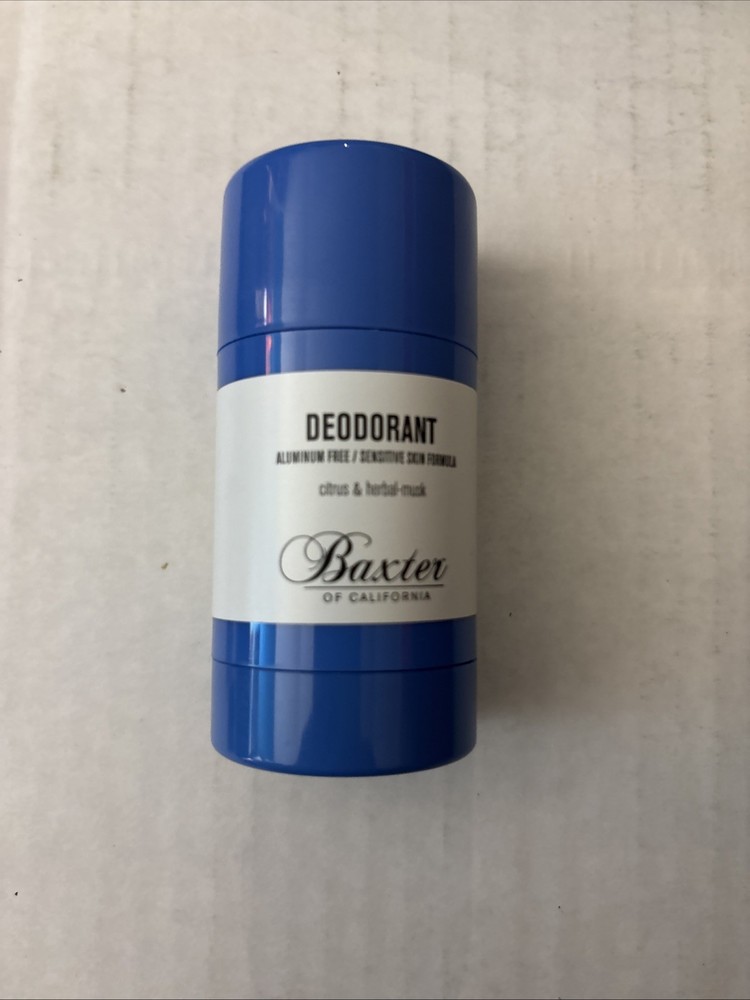 DEODORANT
ALUMINUM FREE / SENSITIVE SKIN FORMULA
citrus & herbal-musk
Baxter
OF CALIFORNIA